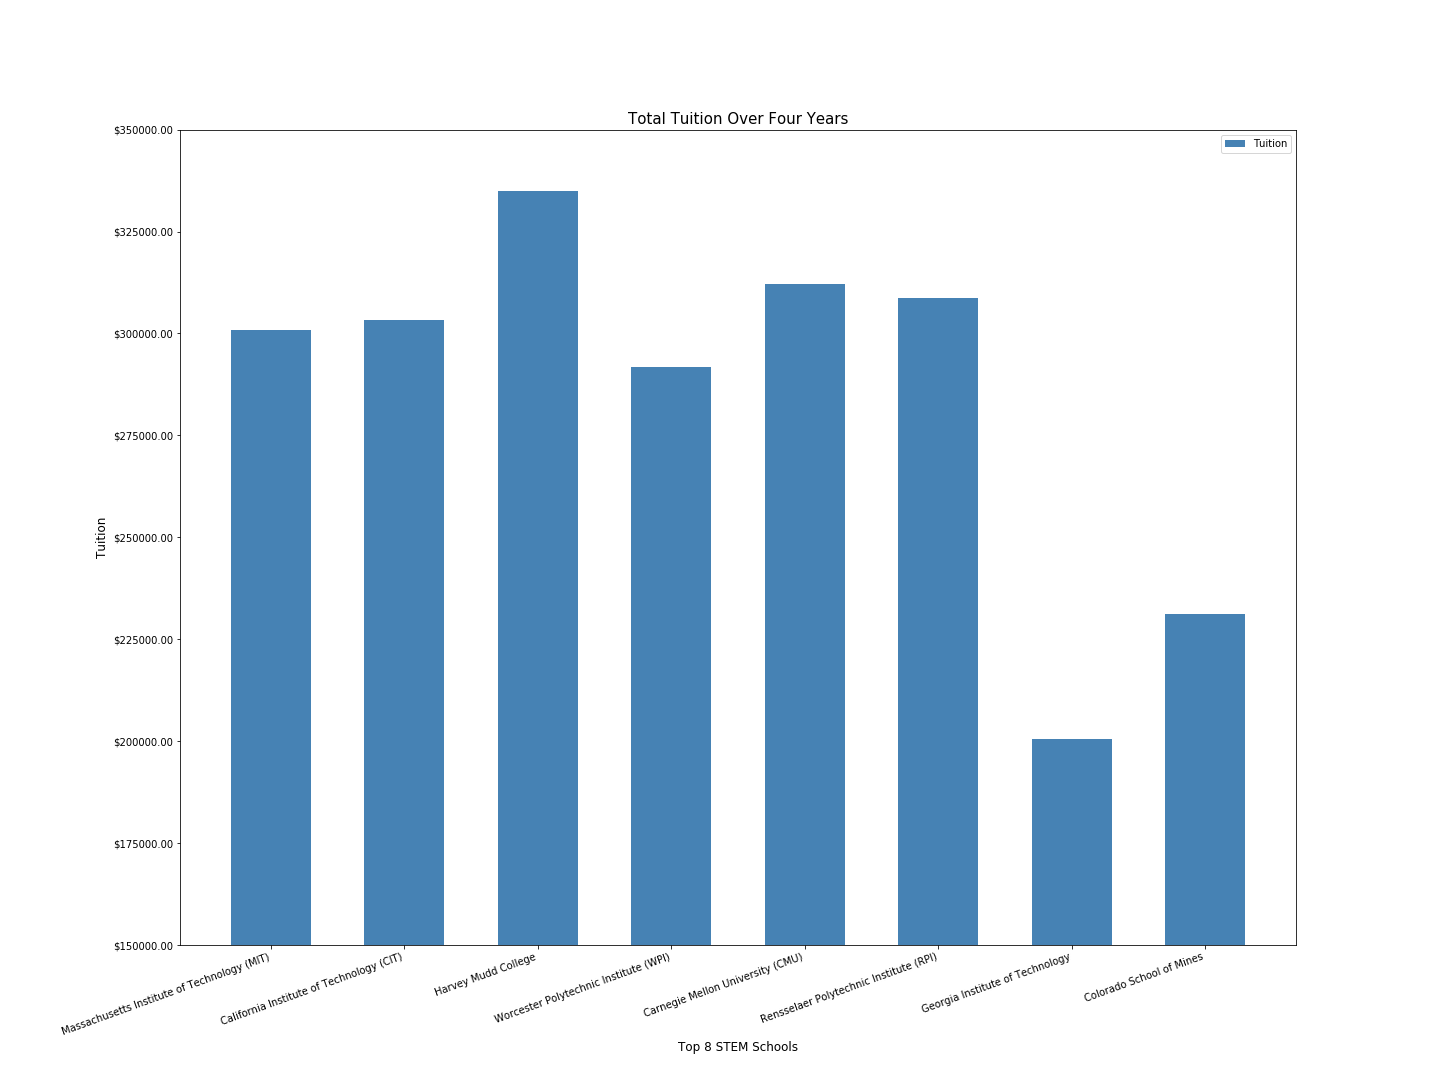 Total Tuition Over Four Years
Tuition
$350000.00
$325000.00
$300000.00
$275000.00
$250000.00
$225000.00
$200000.00
$175000.00
$150000.00
Tuition
Massachusetts Institute of Technology (MIT)
California Institute of Technology (CIT)
Harvey Mudd College
Worcester Polytechnic Institute (WPI)
Carnegie Mellon University (CMU)
Rensselaer Polytechnic Institute (RPI)
Georgia Institute of Technology
Colorado School of Mines
Top 8 STEM Schools